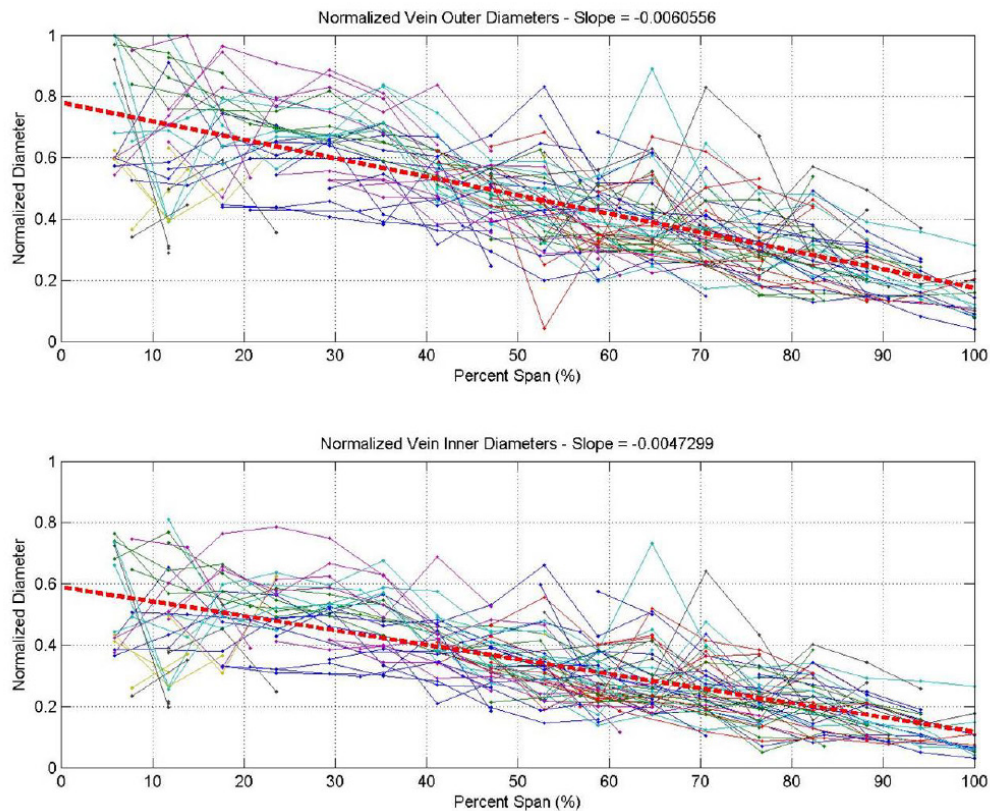 Normalized Vein Outer Diameters - Slope = -0.0060556
Normalized Diameter
1
0.8
0.6
0.4
0.2
0
0 10 20 30 40 50 60 70 80 90 100
Percent Span (%)
Normalized Vein Inner Diameters - Slope = -0.0047299
Normalized Diameter
1
0.8
0.6
0.4
0.2
0
0 10 20 30 40 50 60 70 80 90 100
Percent Span (%)